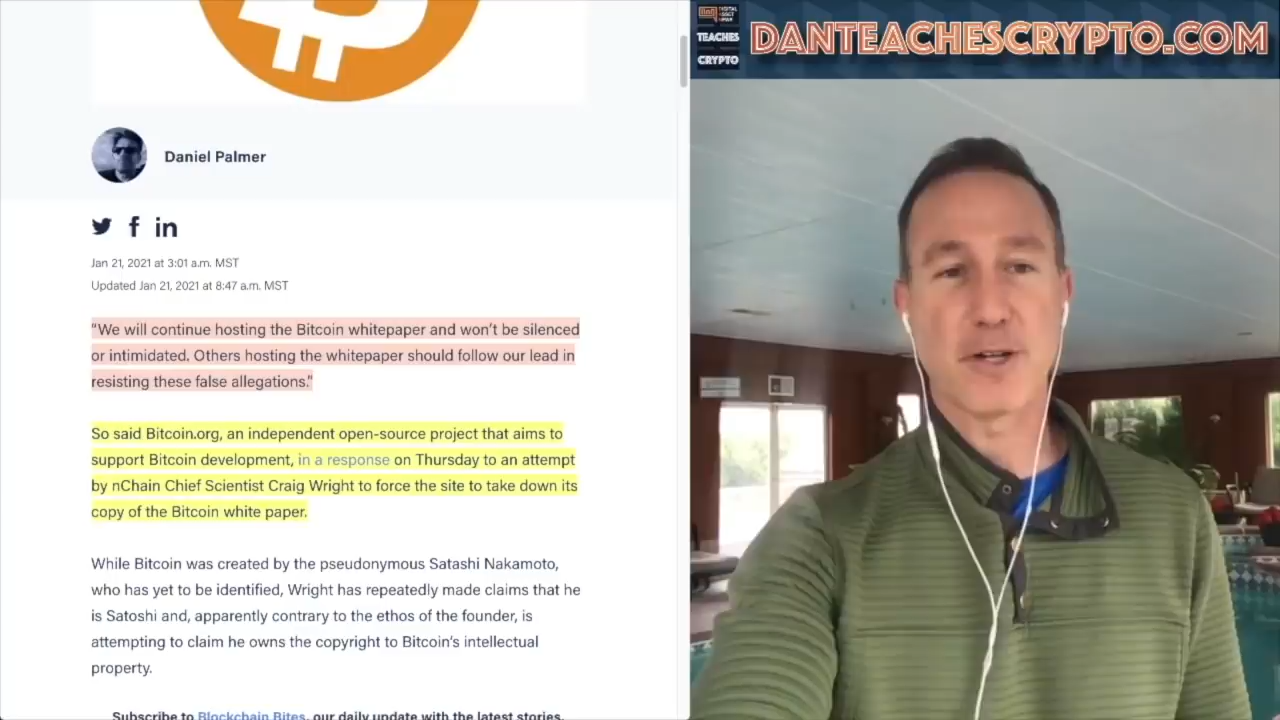 Daniel Palmer
Jan 21, 2021 at 3:01 a.m. MST
Updated Jan 21, 2021 at 8:47 a.m. MST
“We will continue hosting the Bitcoin whitepaper and won’t be silenced
or intimidated. Others hosting the whitepaper should follow our lead in
resisting these false allegations.”
So said Bitcoin.org, an independent open-source project that aims to
support Bitcoin development, in a response on Thursday to an attempt
by nChain Chief Scientist Craig Wright to force the site to take down its
copy of the Bitcoin white paper.
While Bitcoin was created by the pseudonymous Satashi Nakamoto,
who has yet to be identified, Wright has repeatedly made claims that he
is Satoshi and, apparently contrary to the ethos of the founder, is
attempting to claim he owns the copyright to Bitcoin’s intellectual
property.
Subscribe to Blockchain Bites, our daily update with the latest stories.
DIGITAL
ASSET
TEACHES
CRYPTO
DANTEACHESCRYPTO.COM